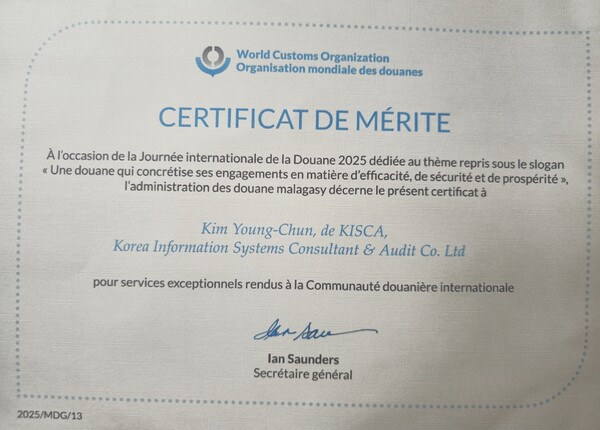 World Customs Organization
Organisation mondiale des douanes
CERTIFICAT DE MÉRITE
À l'occasion de la Journée internationale de la Douane 2025 dédiée au thème repris sous le slogan
« Une douane qui concrétise ses engagements en matière d'efficacité, de sécurité et de prospérité »,
l'administration des douane malagasy décerne le présent certificat à
Kim Young-Chun, de KISCA,
Korea Information Systems Consultant & Audit Co. Ltd
pour services exceptionnels rendus à la Communauté douanière internationale
Ian Saunders
Secrétaire général
2025/MDG/13